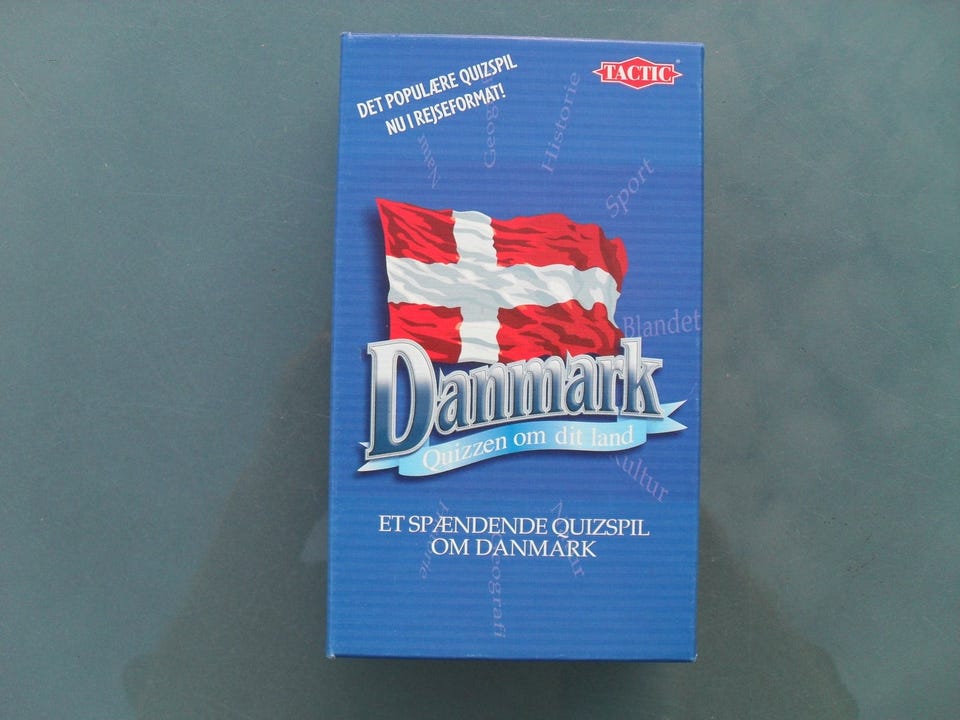 DET POPULÆRE QUIZSPIL
NU I REJSEFORMAT!
TACTIC
Natur
Historie
Sport
Blandet
Danmark
Quizzen om dit land
ET SPÆNDENDE QUIZSPIL
OM DANMARK